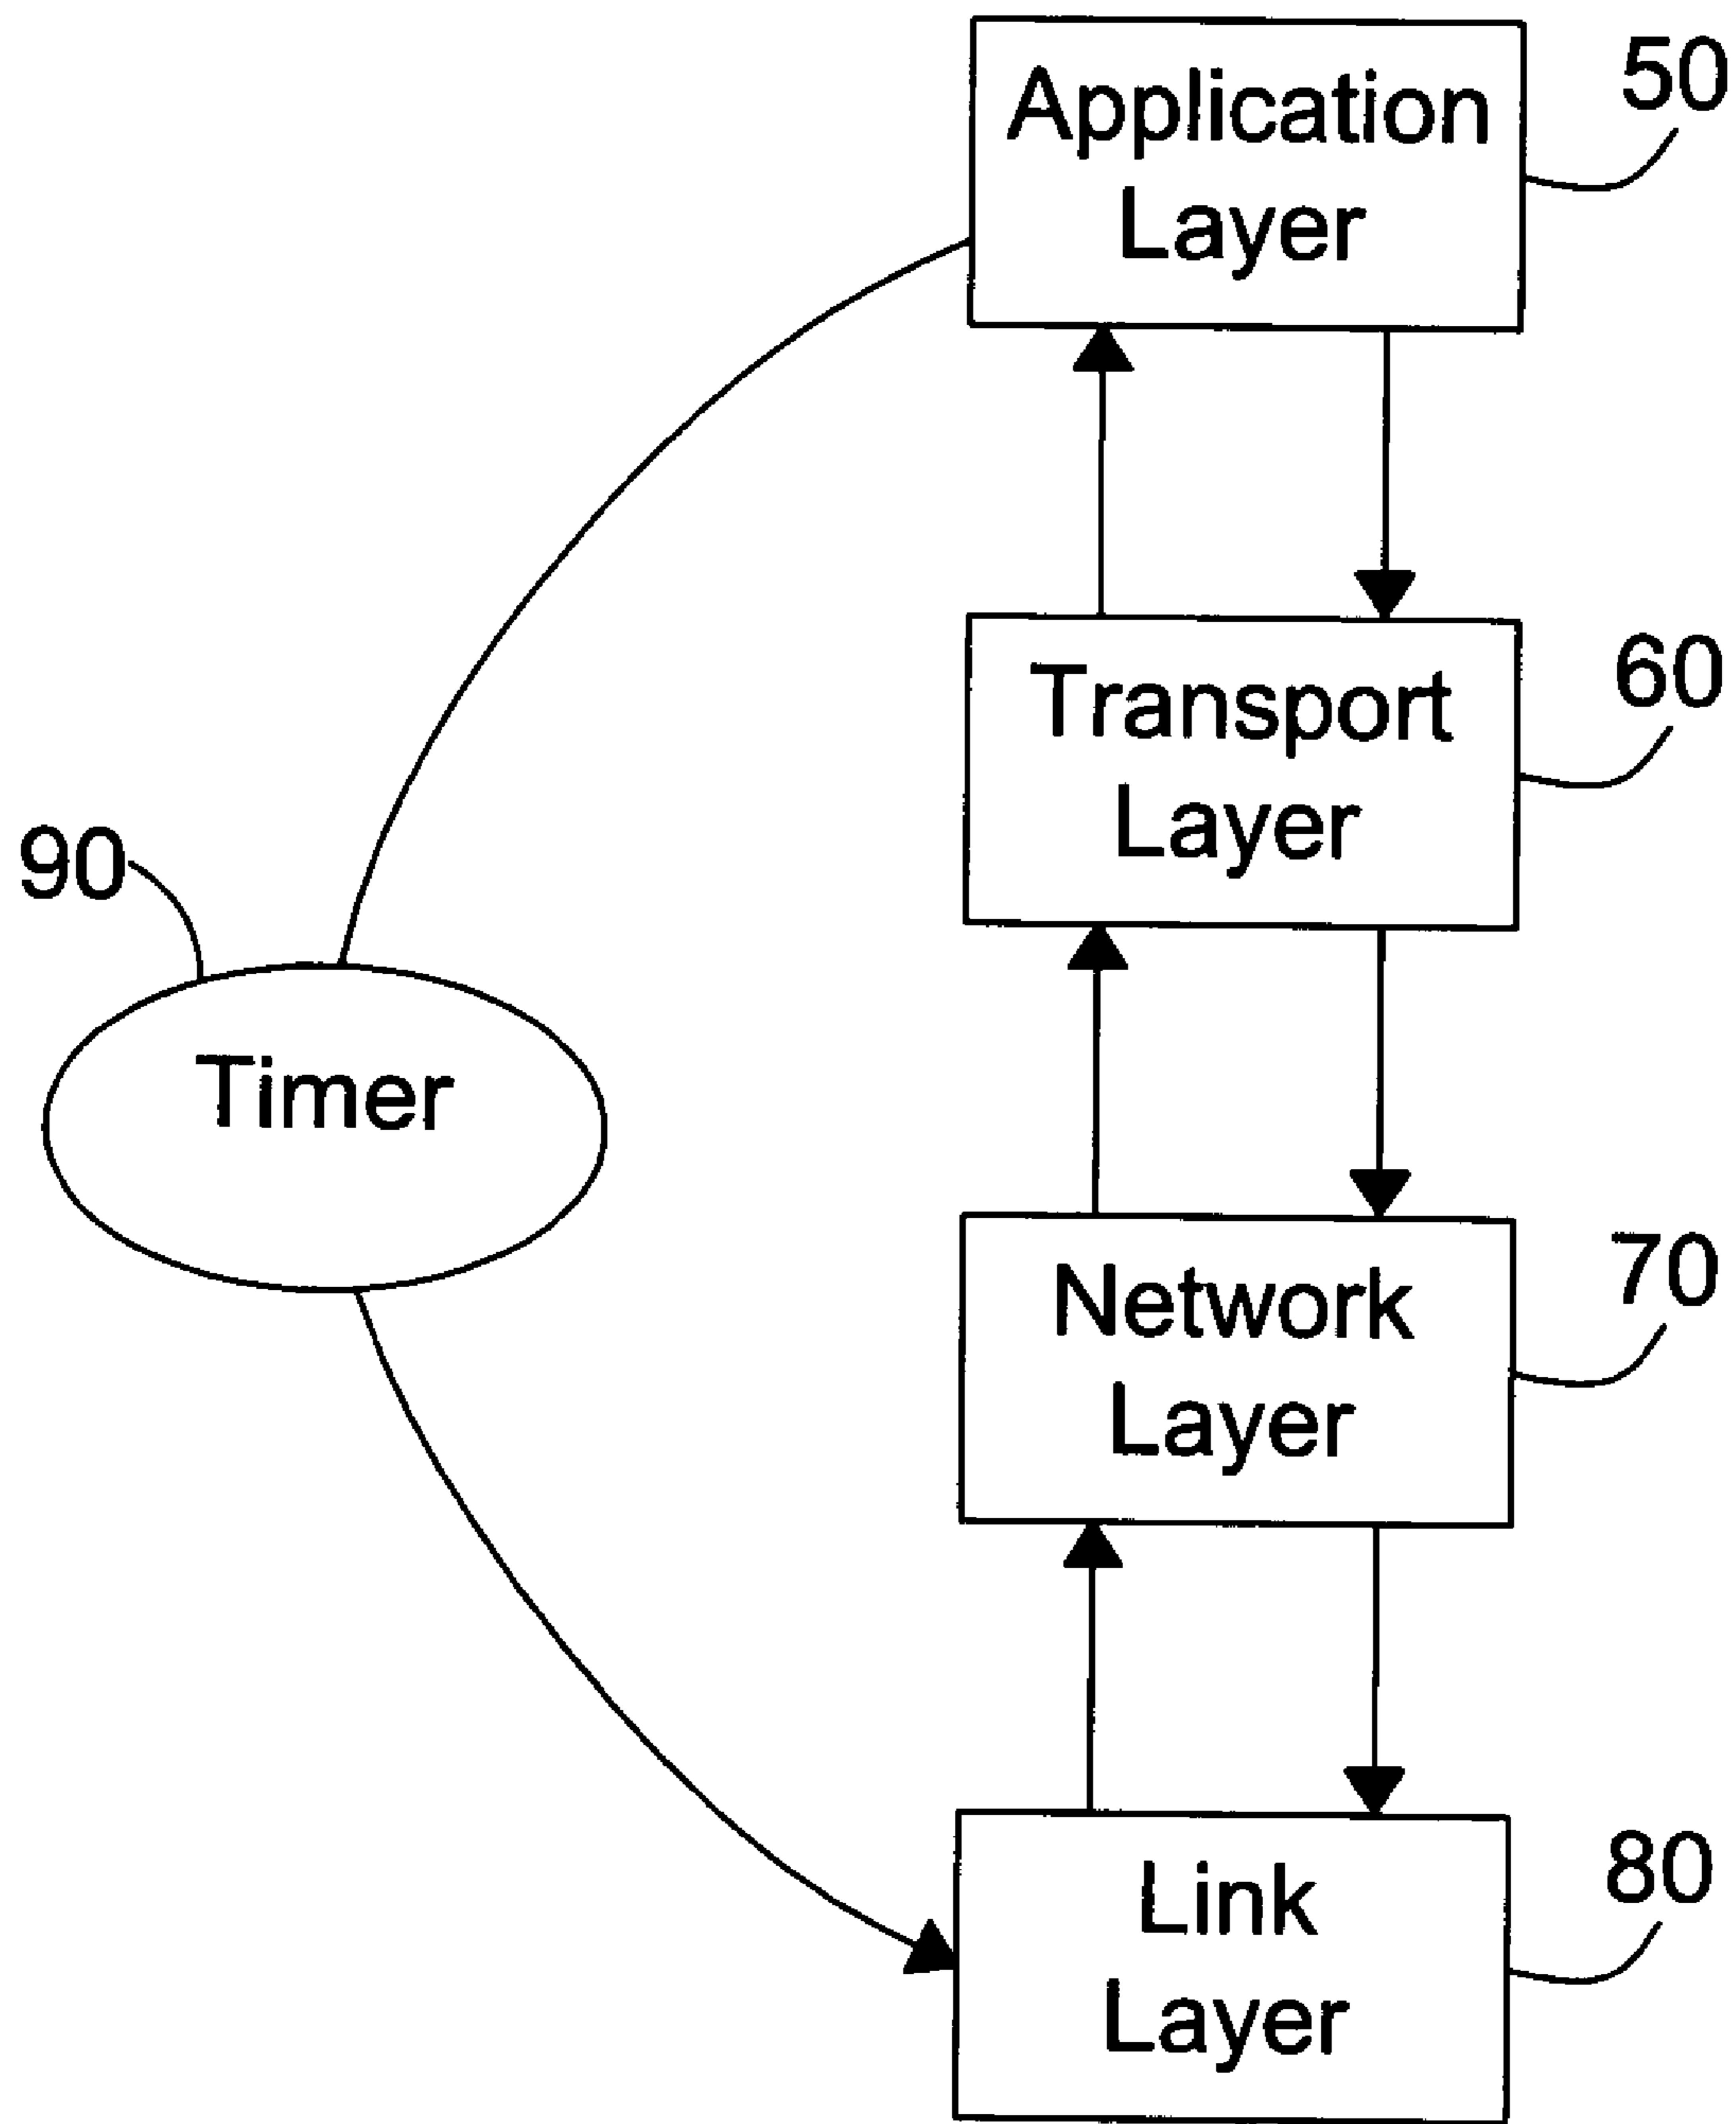 Application
Layer
50
Transport
Layer
60
90
Timer
Network
Layer
70
Link
Layer
80